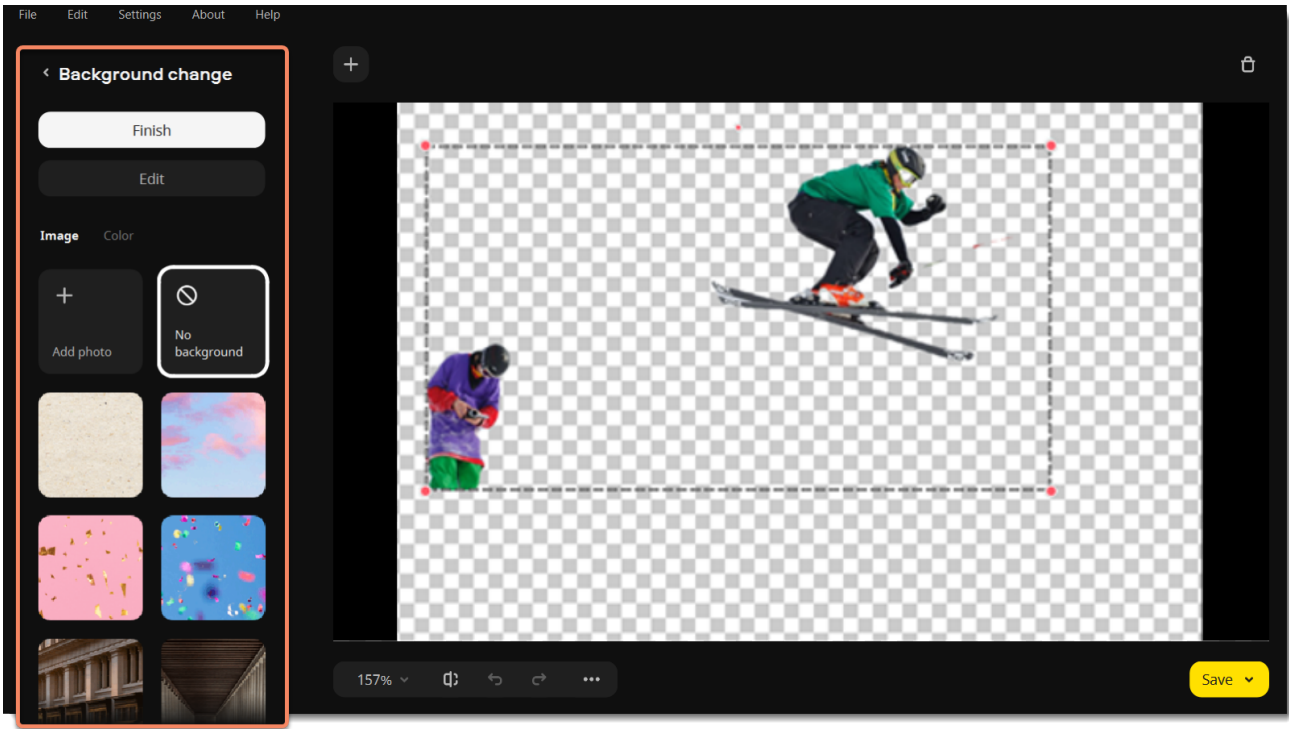 File Edit Settings About Help
Background change
Finish
Edit
Image Color
Add photo
No
background
157%
Save